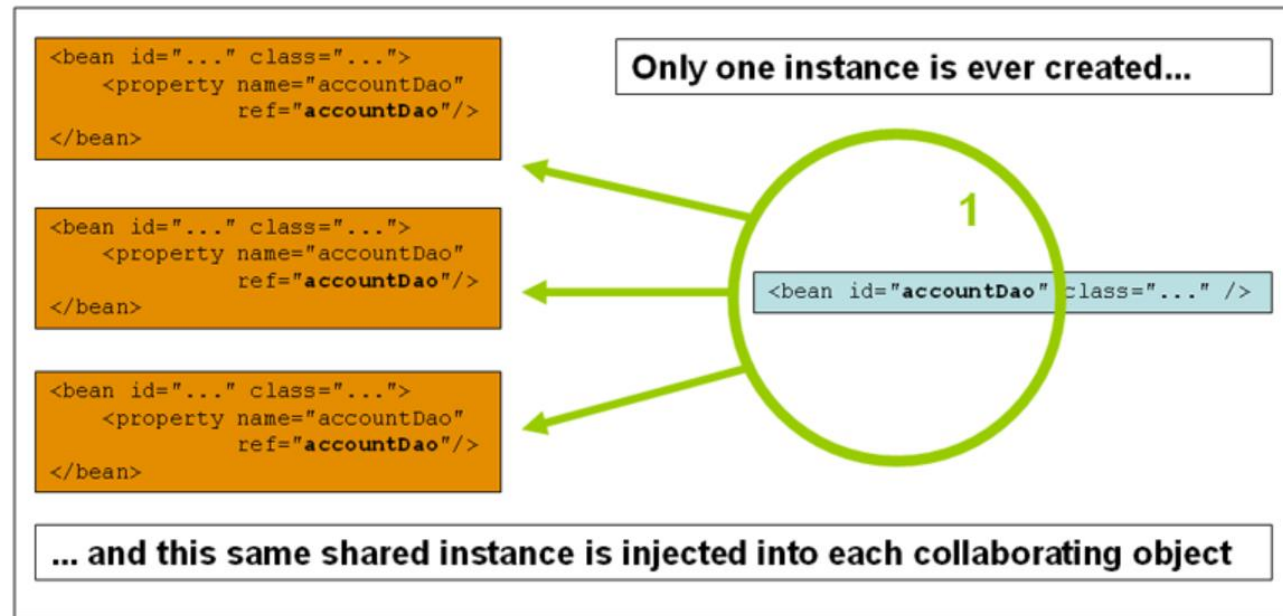 <bean id="..." class="...">
    <property name="accountDao"
              ref="accountDao"/>
</bean>
Only one instance is ever created...
1
<bean id="..." class="...">
    <property name="accountDao"
              ref="accountDao"/>
</bean>
<bean id="accountDao" class="..." />
<bean id="..." class="...">
    <property name="accountDao"
              ref="accountDao"/>
</bean>
... and this same shared instance is injected into each collaborating object